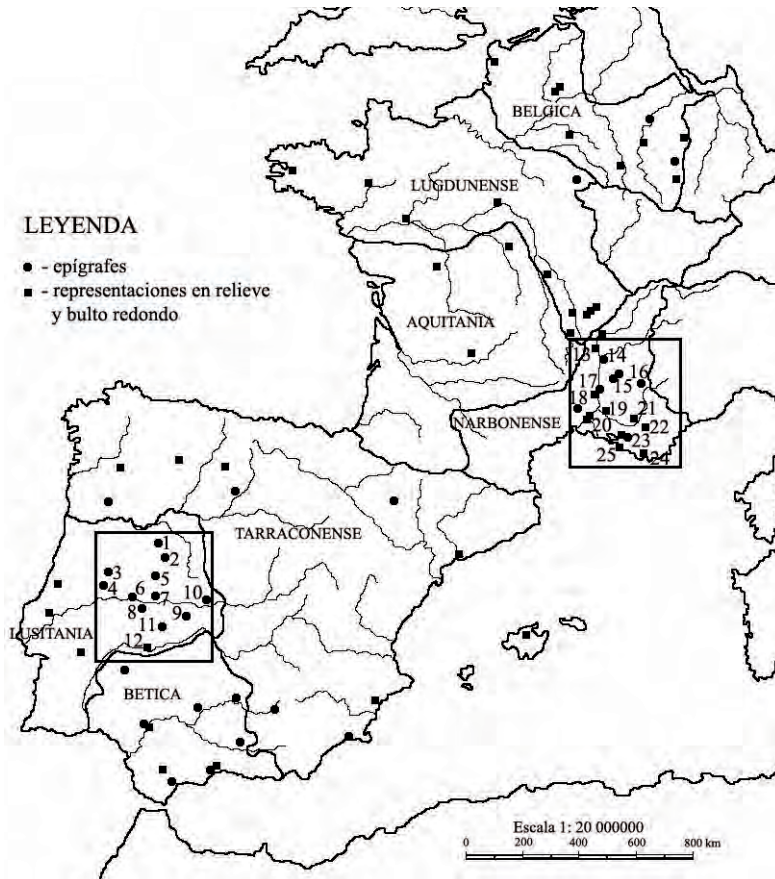 BELGICA
LUGDUNENSE
LEYENDA
- epígrafes
- representaciones en relieve
y bulto redondo
AQUITANIA
13 14
16
15
17
18
19 21
NARBONENSE
20 22
23
25 24
TARRACONENSE
1
2
3
5
4
6 10
7
8 9
11
LUSITANIA
12
BETICA
Escala 1: 20 000000
0 200 400 600 800 km